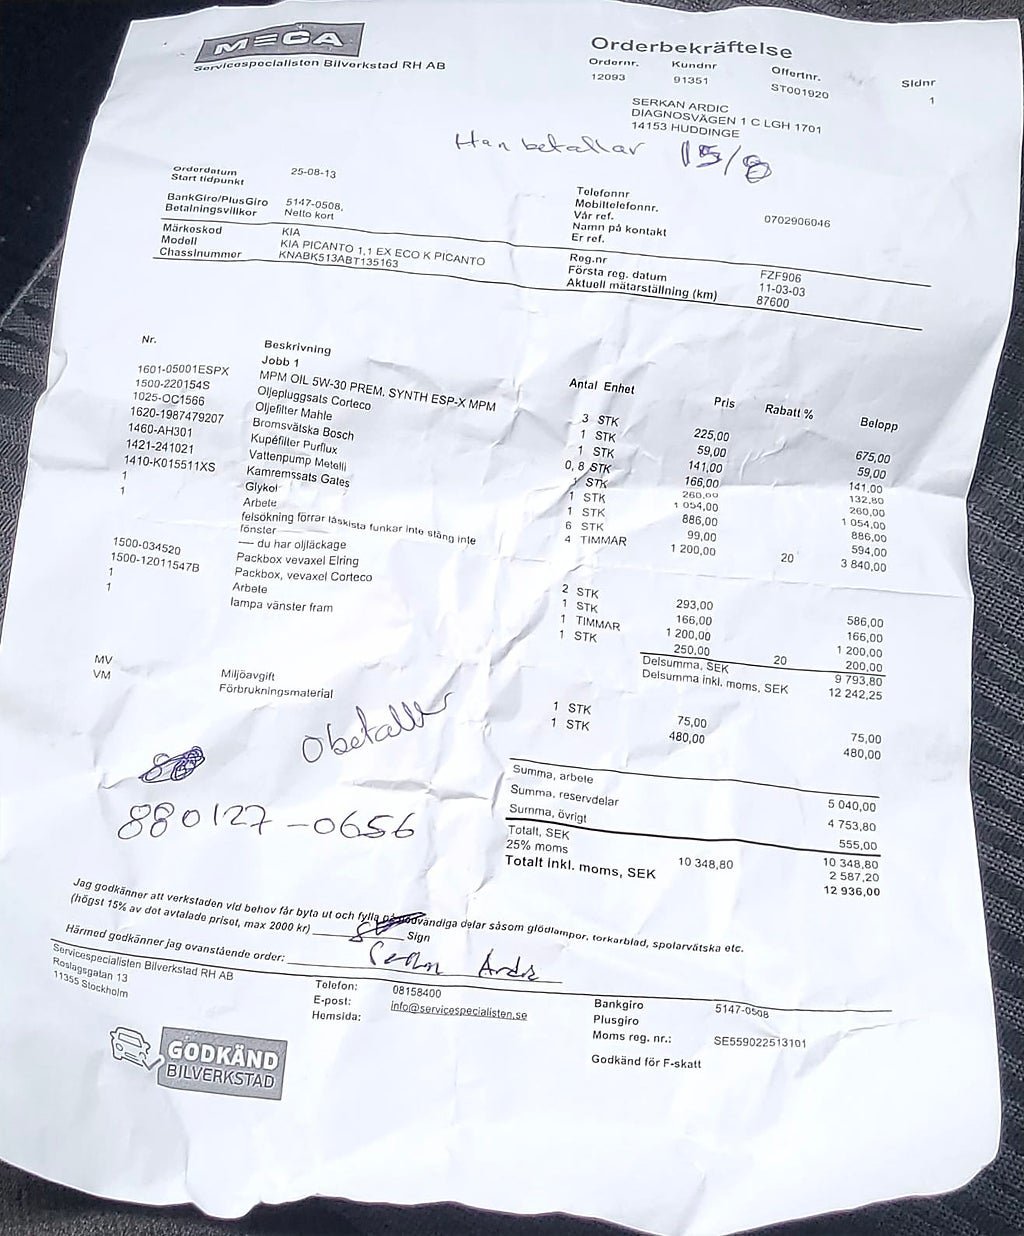 MECA
Servicespecialisten Bilverkstad RH AB
Orderbekräftelse
Ordernr. Kundnr Offertnr. Sidnr
12093 91351 ST001920 1
SERKAN ARDIC
DIAGNOSVÄGEN 1 C LGH 1701
14153 HUDDINGE
Han betallar 15/8
Orderdatum 25-08-13
Start tidpunkt
BankGiro/PlusGiro 5147-0508,
Betalningsvillkor Netto kort
Telefonnr
Mobiltelefonnr. 0702906046
Vår ref.
Namn på kontakt
Er ref.
Märkeskod KIA
Modell KIA PICANTO 1,1 EX ECO K PICANTO
Chassinummer KNABK513ABT135163
Reg.nr FZF906
Första reg. datum 11-03-03
Aktuell mätarställning (km) 87600
Nr. Beskrivning Antal Enhet Pris Rabatt % Belopp
Jobb 1
1601-05001ESPX MPM OIL 5W-30 PREM, SYNTH ESP-X MPM 3 STK 225,00 675,00
1500-220154S Oljepluggsats Corteco 1 STK 59,00 59,00
1025-OC1566 Oljefilter Mahle 1 STK 141,00 141,00
1620-1987479207 Bromsvätska Bosch 0,8 STK 166,00 132,80
1460-AH301 Kupéfilter Purflux 1 STK 260,00 260,00
1421-241021 Vattenpump Metelli 1 STK 1 054,00 1 054,00
1410-K015511XS Kamremssats Gates 1 STK 886,00 886,00
1 Glykol 6 STK 99,00 594,00
1 Arbete 4 TIMMAR 1 200,00 20 3 840,00
felsökning förrar låskista funkar inte stäng inte
fönster
— du har oljläckage
1500-034520 Packbox vevaxel Elring 2 STK 293,00 586,00
1500-12011547B Packbox, vevaxel Corteco 1 STK 166,00 166,00
1 Arbete 1 TIMMAR 1 200,00 1 200,00
1 lampa vänster fram 1 STK 250,00 20 200,00
Delsumma, SEK 9 793,80
Delsumma inkl. moms, SEK 12 242,25
MV Miljöavgift 1 STK 75,00 75,00
VM Förbrukningsmaterial 1 STK 480,00 480,00
Obetaller
880127-0656
Summa, arbete 5 040,00
Summa, reservdelar 4 753,80
Summa, övrigt 555,00
Totalt, SEK 10 348,80
25% moms 10 348,80 2 587,20
Totalt inkl. moms, SEK 12 936,00
Jag godkänner att verkstaden vid behov får byta ut och fylla på nödvändiga delar såsom glödlampor, torkarblad, spolarvätska etc.
(högst 15% av det avtalade priset, max 2000 kr) Sign
Härmed godkänner jag ovanstående order: Serkan Ardic
Servicespecialisten Bilverkstad RH AB
Roslagsgatan 13
11355 Stockholm
Telefon: 08158400
E-post: info@servicespecialisten.se
Hemsida:
Bankgiro 5147-0508
Plusgiro
Moms reg. nr.: SE559022513101
Godkänd för F-skatt
GODKÄND
BILVERKSTAD